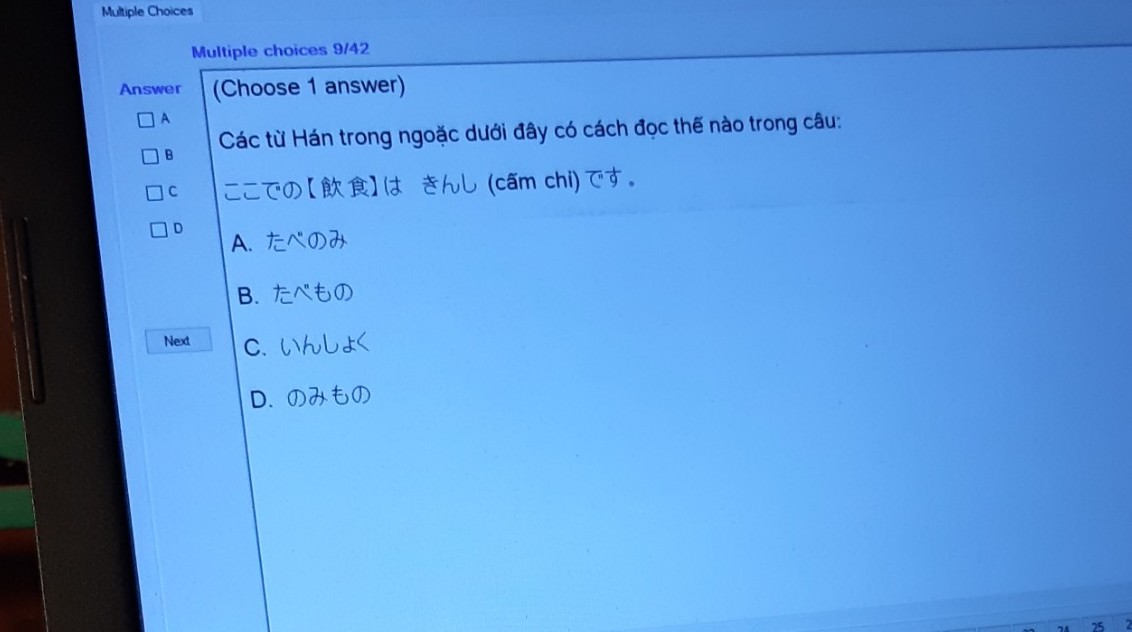 Multiple Choices
Multiple choices 9/42
Answer
(Choose 1 answer)
A
B
C
D
Các từ Hán trong ngoặc dưới đây có cách đọc thế nào trong câu:
ここでの【飲食】は きんし (cấm chỉ) です。
A. たべのみ
B. たべもの
C. いんしょく
D. のみもの
Next
24 25